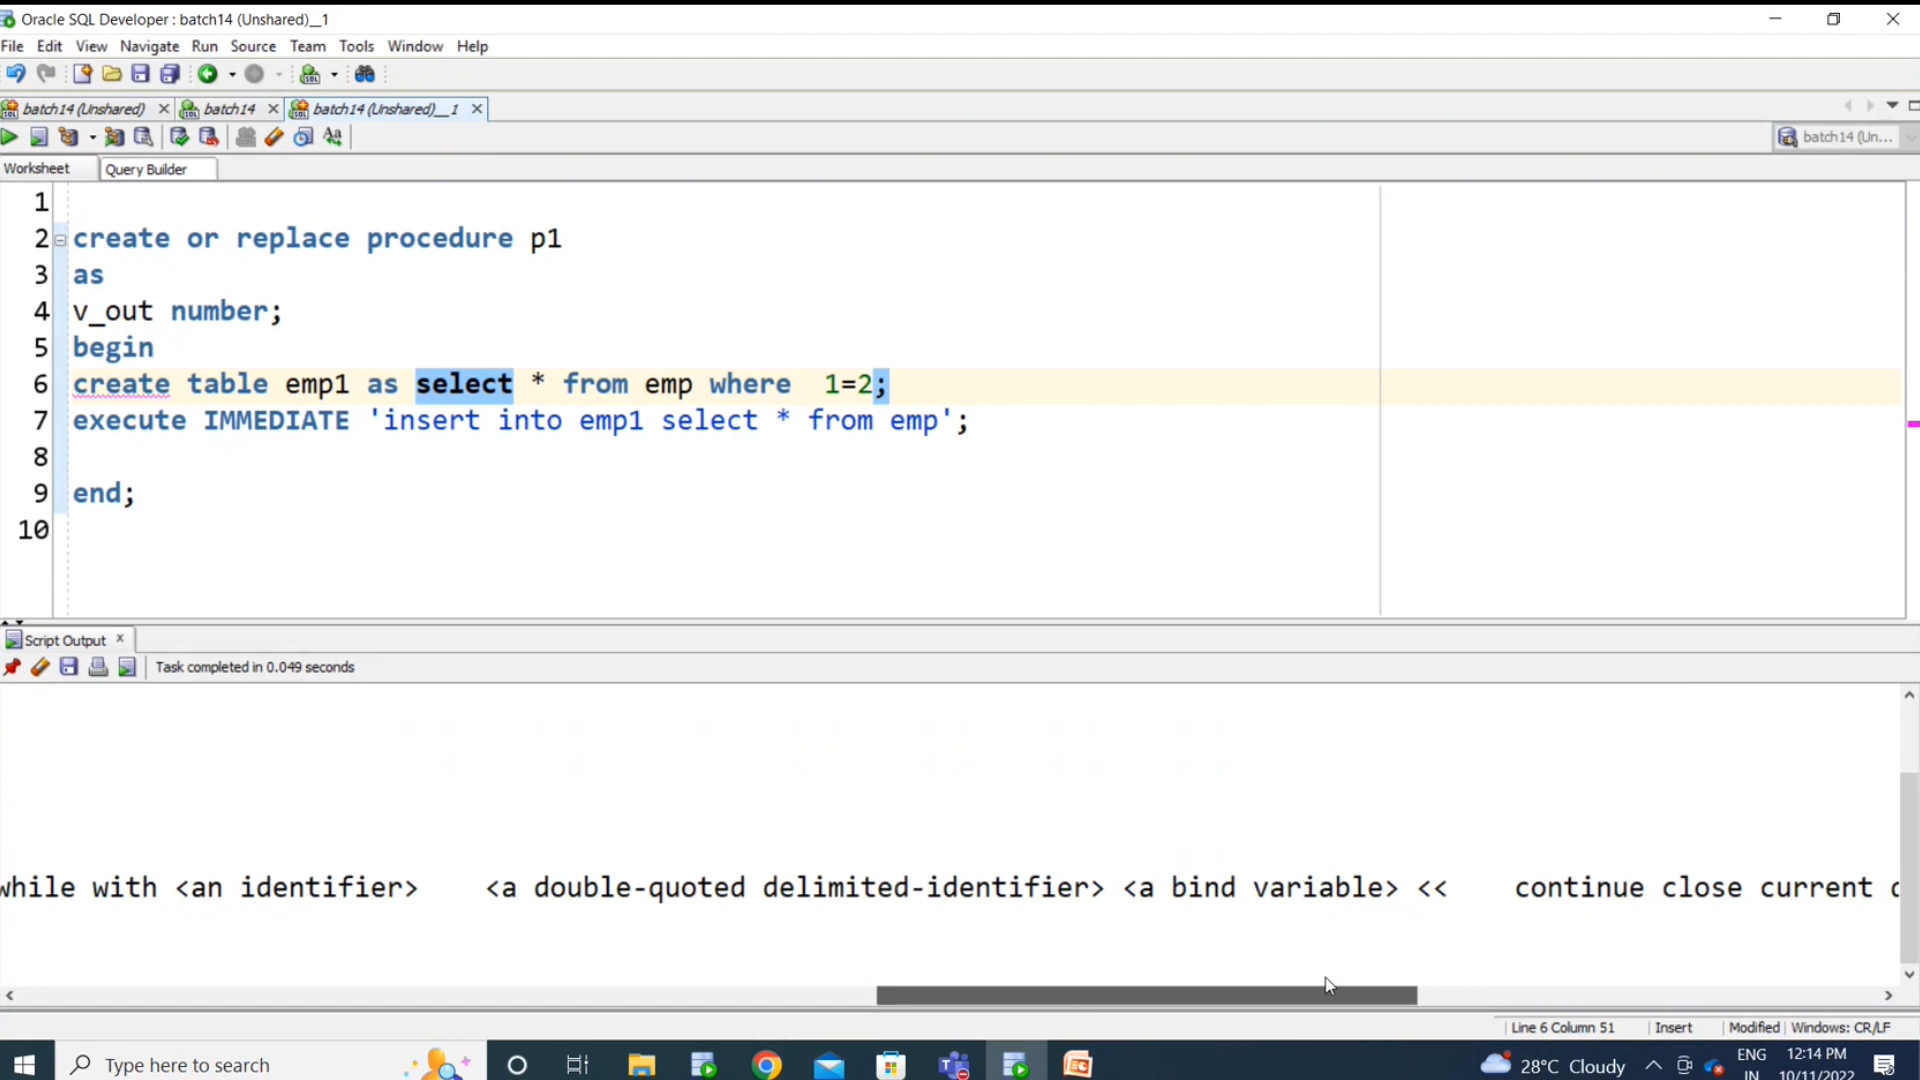 Oracle SQL Developer : batch14 (Unshared)__1
File Edit View Navigate Run Source Team Tools Window Help
batch14 (Unshared) batch14 batch14 (Unshared)__1
batch14 (Un...
Worksheet Query Builder
1
2 create or replace procedure p1
3 as
4 v_out number;
5 begin
6 create table emp1 as select * from emp where  1=2;
7 execute IMMEDIATE 'insert into emp1 select * from emp';
8
9 end;
10
Script Output
Task completed in 0.049 seconds
while with <an identifier>    <a double-quoted delimited-identifier> <a bind variable> <<    continue close current
Line 6 Column 51 Insert Modified Windows: CR/LF
Type here to search
28°C Cloudy
ENG
IN
12:14 PM
10/11/2022